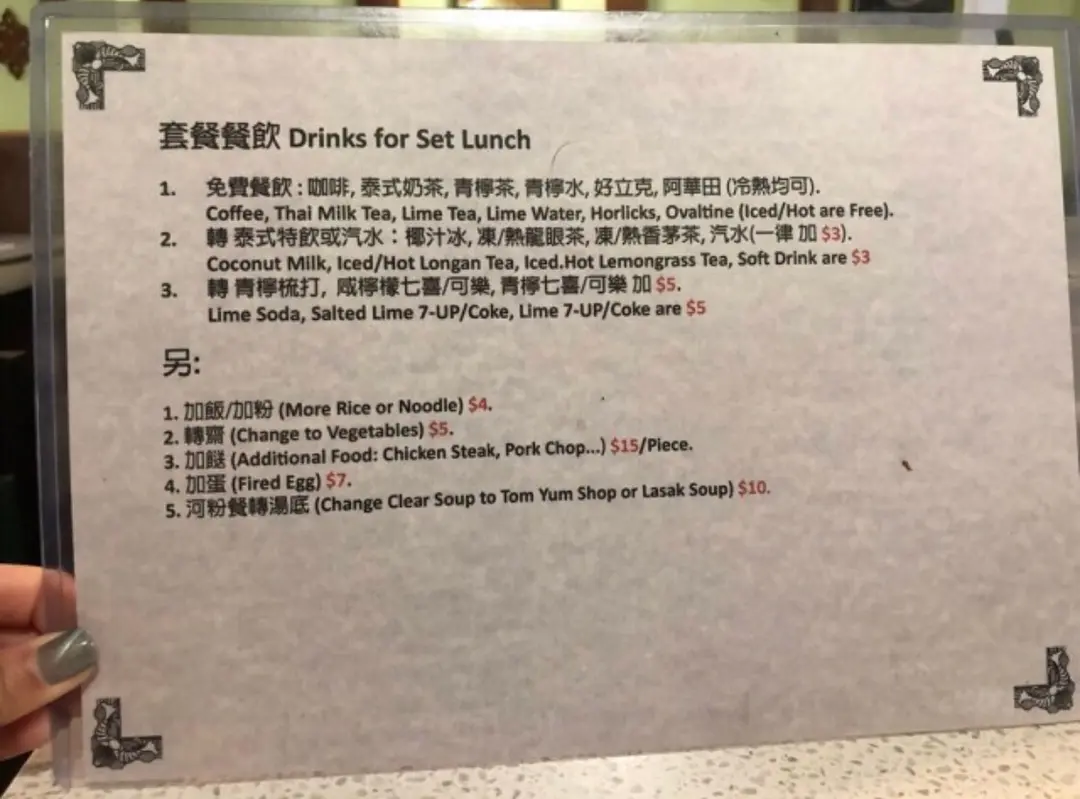 套餐餐飲 Drinks for Set Lunch
1. 免費餐飲 : 咖啡, 泰式奶茶, 青檸茶, 青檸水, 好立克, 阿華田 (冷熱均可).
Coffee, Thai Milk Tea, Lime Tea, Lime Water, Horlicks, Ovaltine (Iced/Hot are Free).
2. 轉 泰式特飲或汽水：椰汁冰, 凍/熱龍眼茶, 凍/熱香茅茶, 汽水(一律 加 $3).
Coconut Milk, Iced/Hot Longan Tea, Iced.Hot Lemongrass Tea, Soft Drink are $3
3. 轉 青檸梳打, 咸檸檬七喜/可樂, 青檸七喜/可樂 加 $5.
Lime Soda, Salted Lime 7-UP/Coke, Lime 7-UP/Coke are $5
另:
1. 加飯/加粉 (More Rice or Noodle) $4.
2. 轉齋 (Change to Vegetables) $5.
3. 加餸 (Additional Food: Chicken Steak, Pork Chop...) $15/Piece.
4. 加蛋 (Fired Egg) $7.
5. 河粉餐轉湯底 (Change Clear Soup to Tom Yum Shop or Lasak Soup) $10.